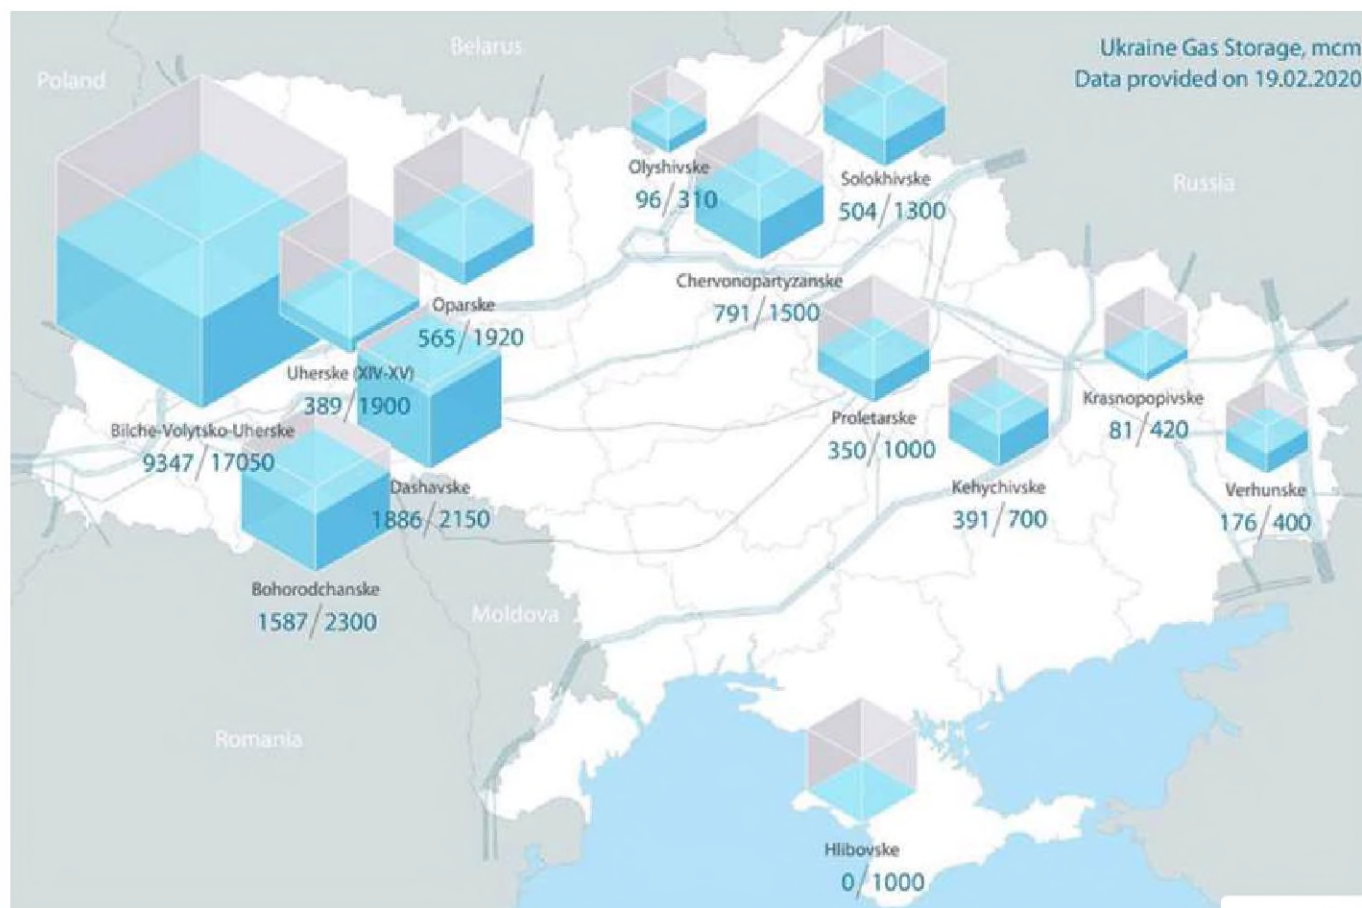 Ukraine Gas Storage, mcm
Data provided on 19.02.2020
Belarus
Poland
Russia
Olyshivske
96/310
Solokhivske
504/1300
Chervonopartyzanske
791/1500
Oparske
565/1920
Uherske (XIV-XV)
389/1900
Bilche-Volytsko-Uherske
9347/17050
Dashavske
1886/2150
Bohorodchanske
1587/2300
Proletarske
350/1000
Kehychivske
391/700
Krasnopopivske
81/420
Verhunske
176/400
Moldova
Romania
Hlibovske
0/1000